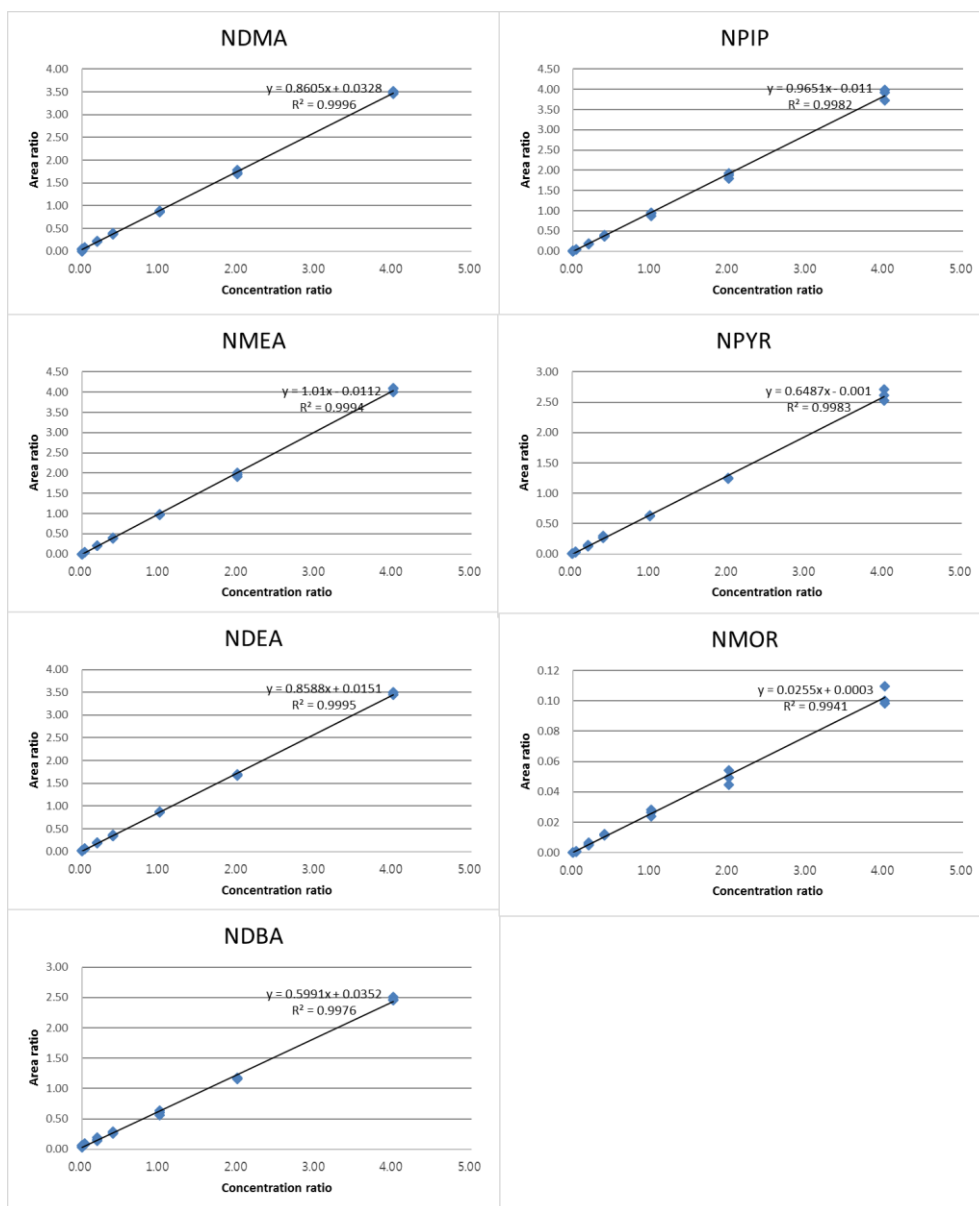 NDMA
4.00
3.50
3.00
2.50
2.00
1.50
1.00
0.50
0.00
Area ratio
y = 0.8605x + 0.0328
R² = 0.9996
0.00 1.00 2.00 3.00 4.00 5.00
Concentration ratio
NPIP
4.50
4.00
3.50
3.00
2.50
2.00
1.50
1.00
0.50
0.00
Area ratio
y = 0.9651x - 0.011
R² = 0.9982
0.00 1.00 2.00 3.00 4.00 5.00
Concentration ratio
NMEA
4.50
4.00
3.50
3.00
2.50
2.00
1.50
1.00
0.50
0.00
Area ratio
y = 1.01x - 0.0112
R² = 0.9994
0.00 1.00 2.00 3.00 4.00 5.00
Concentration ratio
NPYR
3.00
2.50
2.00
1.50
1.00
0.50
0.00
Area ratio
y = 0.6487x - 0.001
R² = 0.9983
0.00 1.00 2.00 3.00 4.00 5.00
Concentration ratio
NDEA
4.00
3.50
3.00
2.50
2.00
1.50
1.00
0.50
0.00
Area ratio
y = 0.8588x + 0.0151
R² = 0.9995
0.00 1.00 2.00 3.00 4.00 5.00
Concentration ratio
NMOR
0.12
0.10
0.08
0.06
0.04
0.02
0.00
Area ratio
y = 0.0255x + 0.0003
R² = 0.9941
0.00 1.00 2.00 3.00 4.00 5.00
Concentration ratio
NDBA
3.00
2.50
2.00
1.50
1.00
0.50
0.00
Area ratio
y = 0.5991x + 0.0352
R² = 0.9976
0.00 1.00 2.00 3.00 4.00 5.00
Concentration ratio